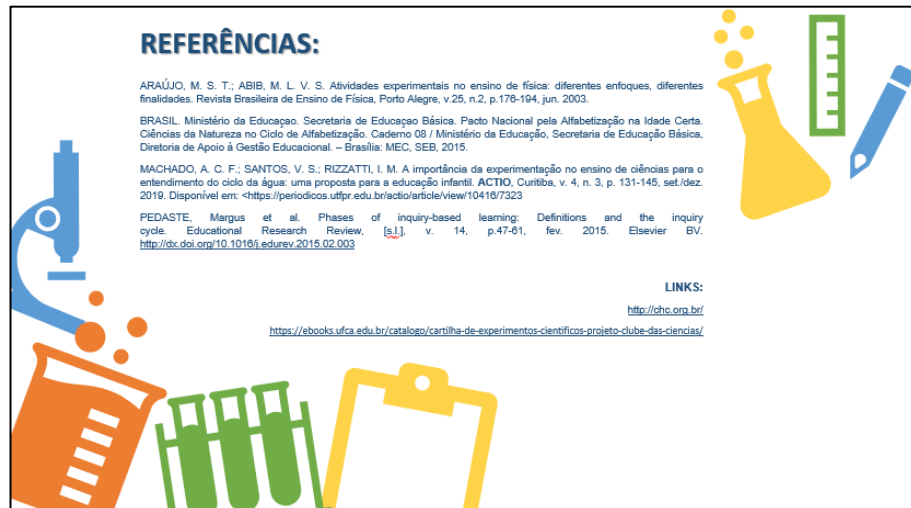 REFERÊNCIAS:
ARAÚJO, M. S. T.; ABIB, M. L. V. S. Atividades experimentais no ensino de física: diferentes enfoques, diferentes
finalidades. Revista Brasileira de Ensino de Física, Porto Alegre, v.25, n.2, p.176-194, jun. 2003.
BRASIL. Ministério da Educaçao. Secretaria de Educaçao Básica. Pacto Nacional pela Alfabetização na Idade Certa.
Ciências da Natureza no Ciclo de Alfabetização. Caderno 08 / Ministério da Educação, Secretaria de Educação Básica,
Diretoria de Apoio à Gestão Educacional. – Brasília: MEC, SEB, 2015.
MACHADO, A. C. F.; SANTOS, V. S.; RIZZATTI, I. M. A importância da experimentação no ensino de ciências para o
entendimento do ciclo da água: uma proposta para a educação infantil. ACTIO, Curitiba, v. 4, n. 3, p. 131-145, set./dez.
2019. Disponível em: <https://periodicos.utfpr.edu.br/actio/article/view/10416/7323
PEDASTE, Margus et al. Phases of inquiry-based learning: Definitions and the inquiry
cycle. Educational Research Review, [s.l.], v. 14, p.47-61, fev. 2015. Elsevier BV.
http://dx.doi.org/10.1016/j.edurev.2015.02.003
LINKS:
http://chc.org.br/
https://ebooks.ufca.edu.br/catalogo/cartilha-de-experimentos-cientificos-projeto-clube-das-ciencias/